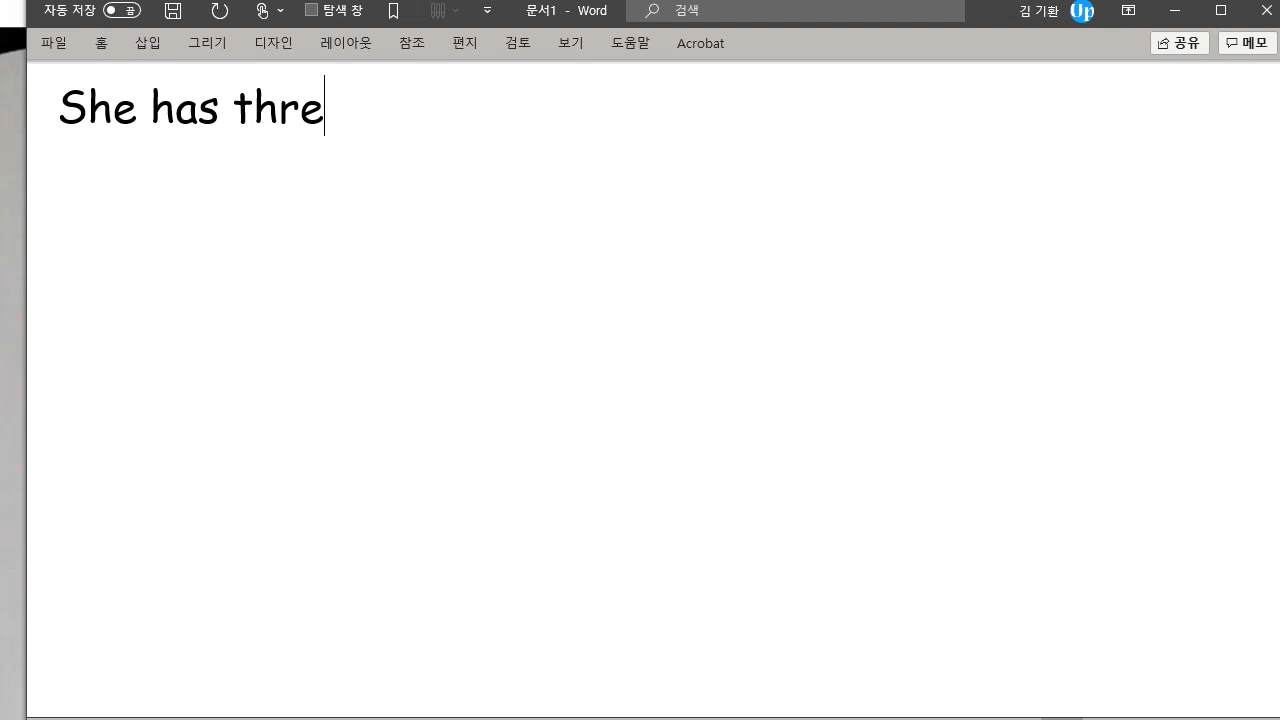 자동 저장 끔 탐색 창 문서1 - Word 검색 김 기환 Up
파일 홈 삽입 그리기 디자인 레이아웃 참조 편지 검토 보기 도움말 Acrobat 공유 메모
She has thre